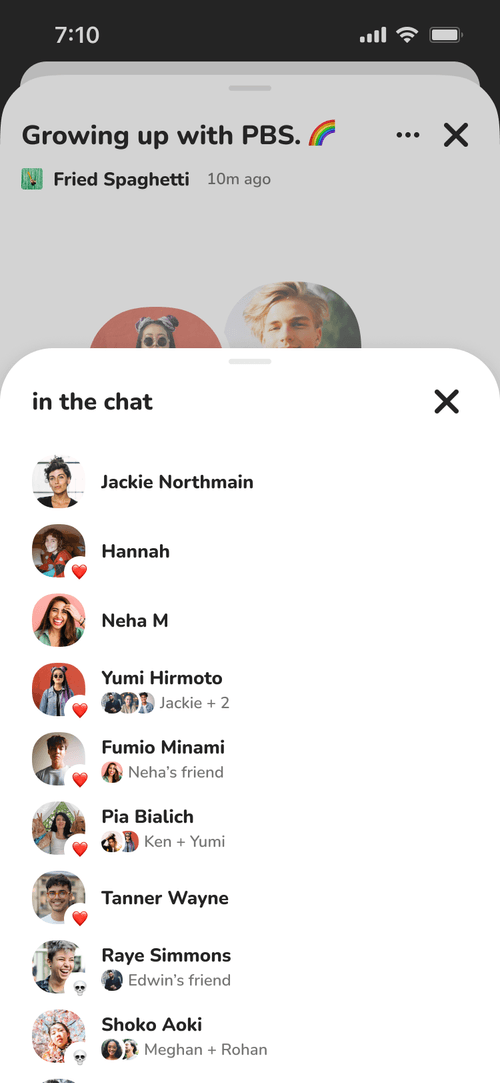 7:10
Growing up with PBS. 🌈
Fried Spaghetti 10m ago
in the chat
Jackie Northmain
Hannah
Neha M
Yumi Hirmoto
Jackie + 2
Fumio Minami
Neha's friend
Pia Bialich
Ken + Yumi
Tanner Wayne
Raye Simmons
Edwin's friend
Shoko Aoki
Meghan + Rohan